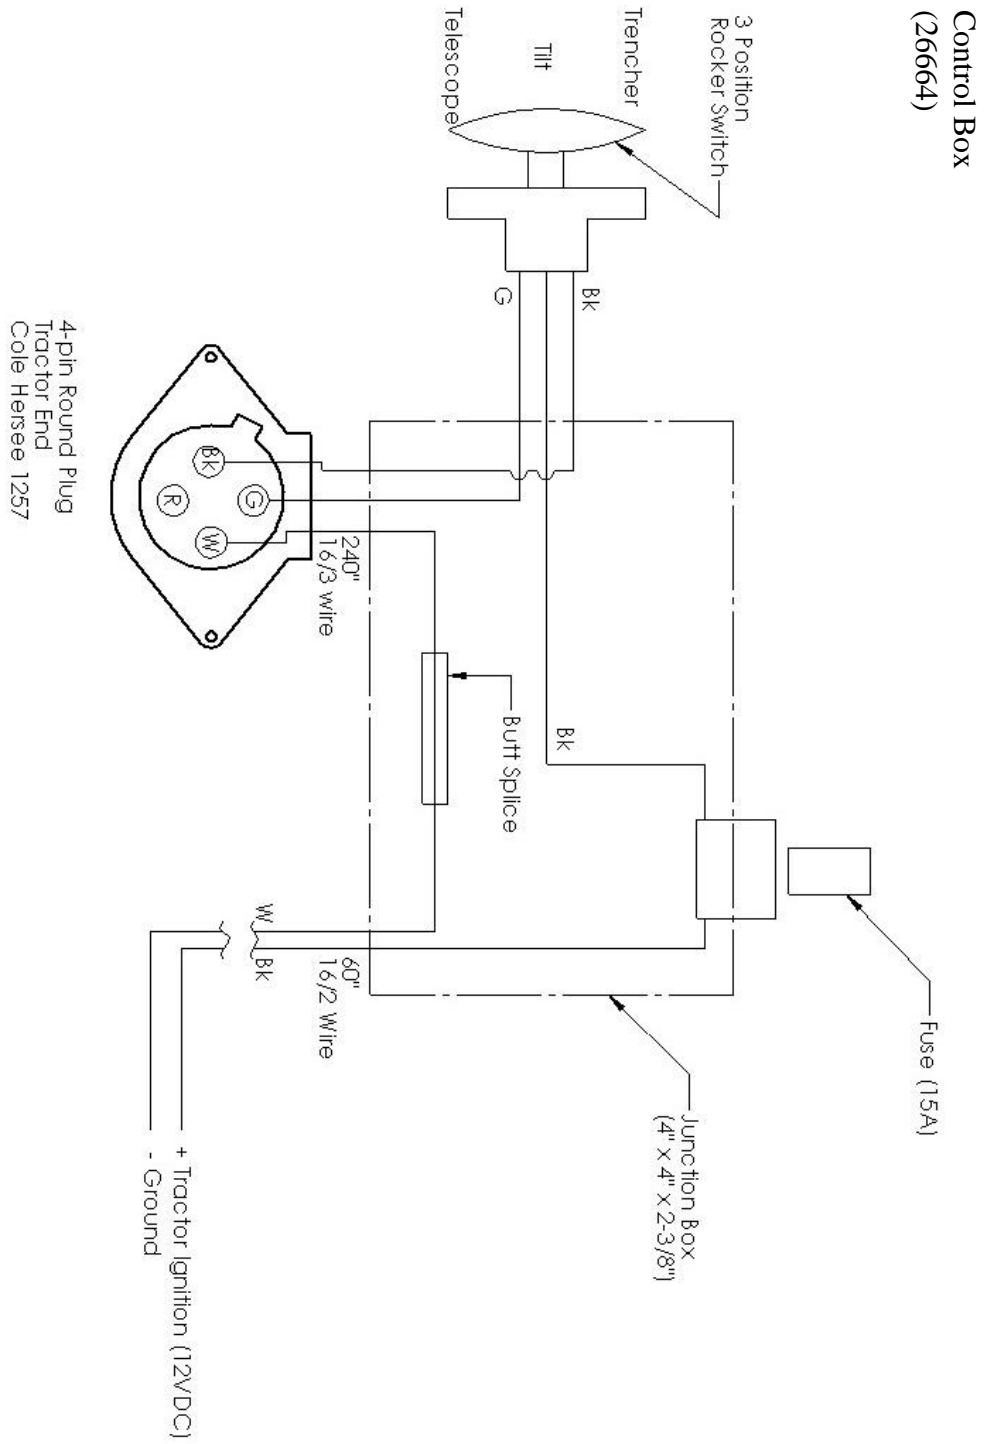 Control Box
(26664)
3 Position
Rocker Switch
Trencher
Tilt
Telescope
Bk
G
Fuse (15A)
Bk
Butt Splice
Junction Box
(4" x 4" x 2-3/8")
240"
16/3 wire
60"
16/2 Wire
Bk
G
R
W
W
Bk
4-pin Round Plug
Tractor End
Cole Hersee 1257
+ Tractor Ignition (12VDC)
- Ground